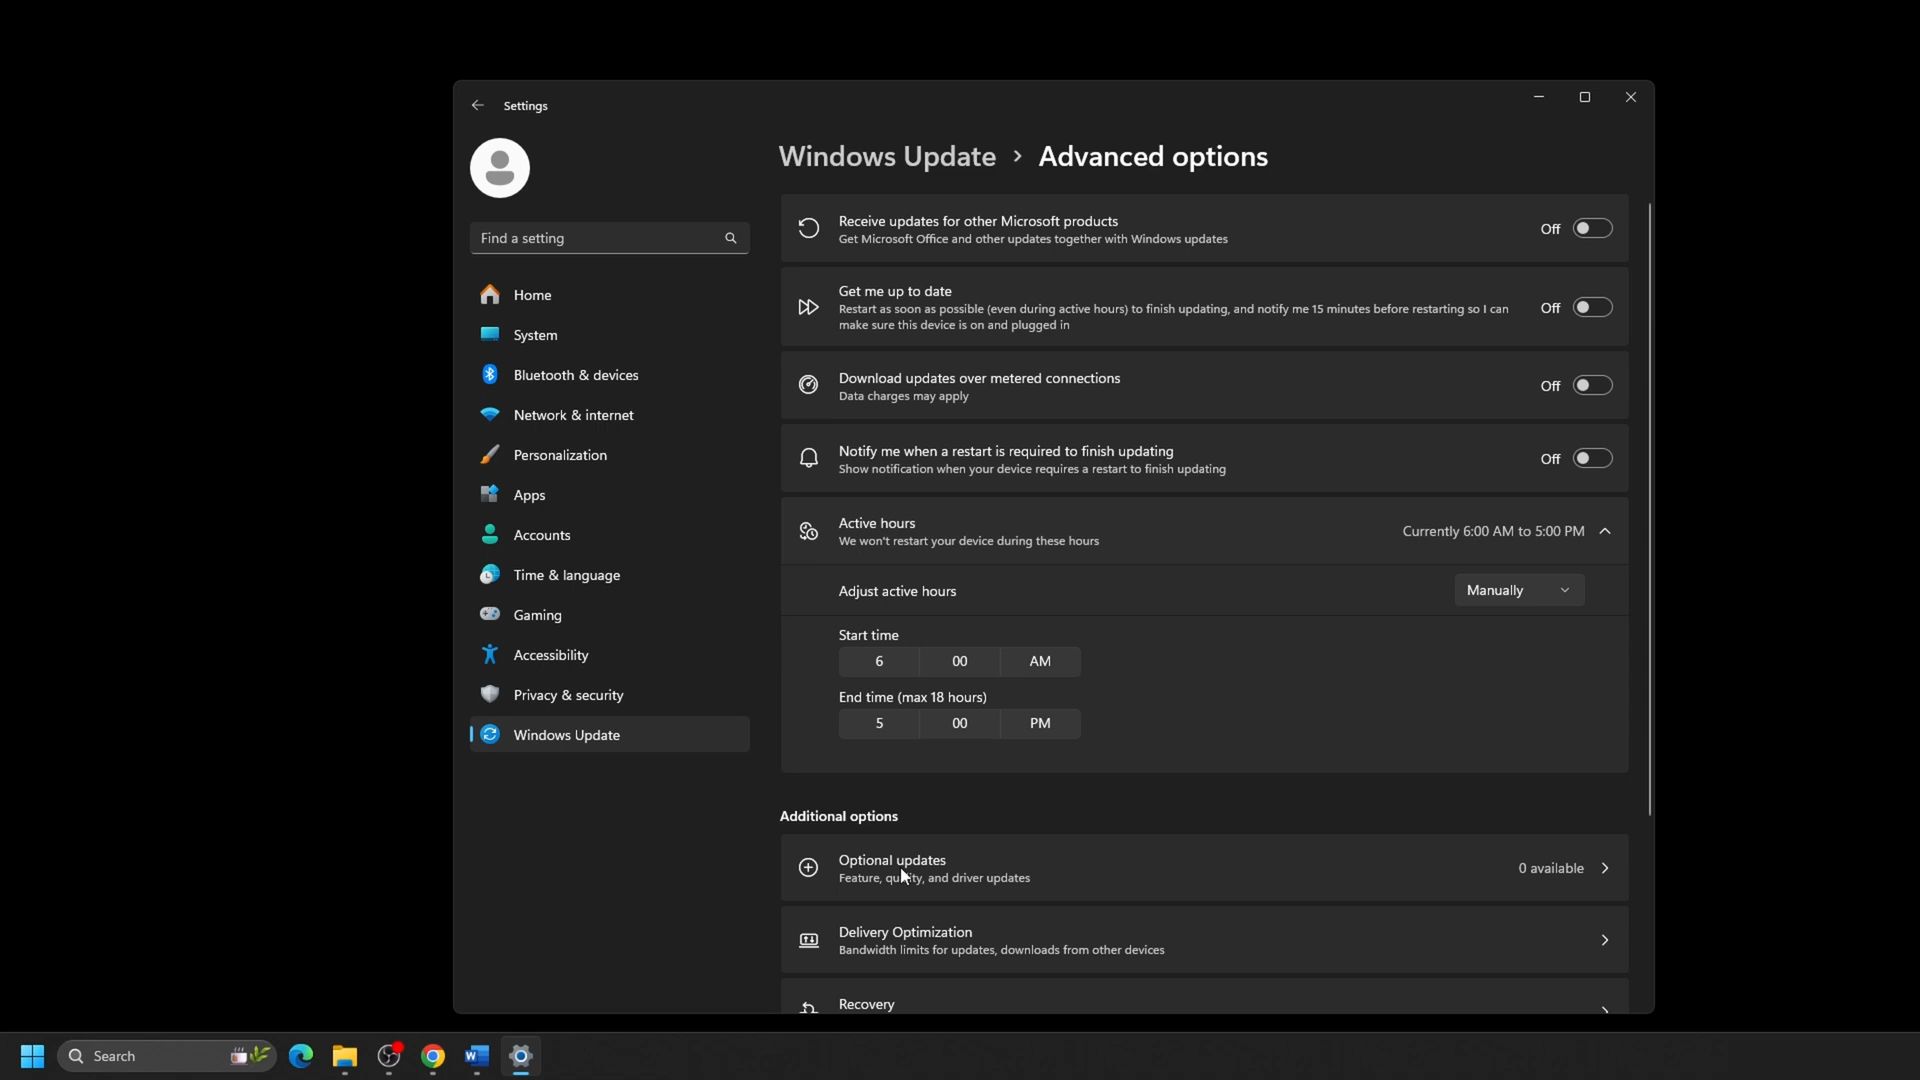 Settings
Find a setting
Home
System
Bluetooth & devices
Network & internet
Personalization
Apps
Accounts
Time & language
Gaming
Accessibility
Privacy & security
Windows Update
Windows Update > Advanced options
Receive updates for other Microsoft products
Get Microsoft Office and other updates together with Windows updates
Off
Get me up to date
Restart as soon as possible (even during active hours) to finish updating, and notify me 15 minutes before restarting so I can
make sure this device is on and plugged in
Off
Download updates over metered connections
Data charges may apply
Off
Notify me when a restart is required to finish updating
Show notification when your device requires a restart to finish updating
Off
Active hours
We won't restart your device during these hours
Currently 6:00 AM to 5:00 PM
Adjust active hours
Manually
Start time
6 00 AM
End time (max 18 hours)
5 00 PM
Additional options
Optional updates
Feature, quality, and driver updates
0 available
Delivery Optimization
Bandwidth limits for updates, downloads from other devices
Recovery
Search